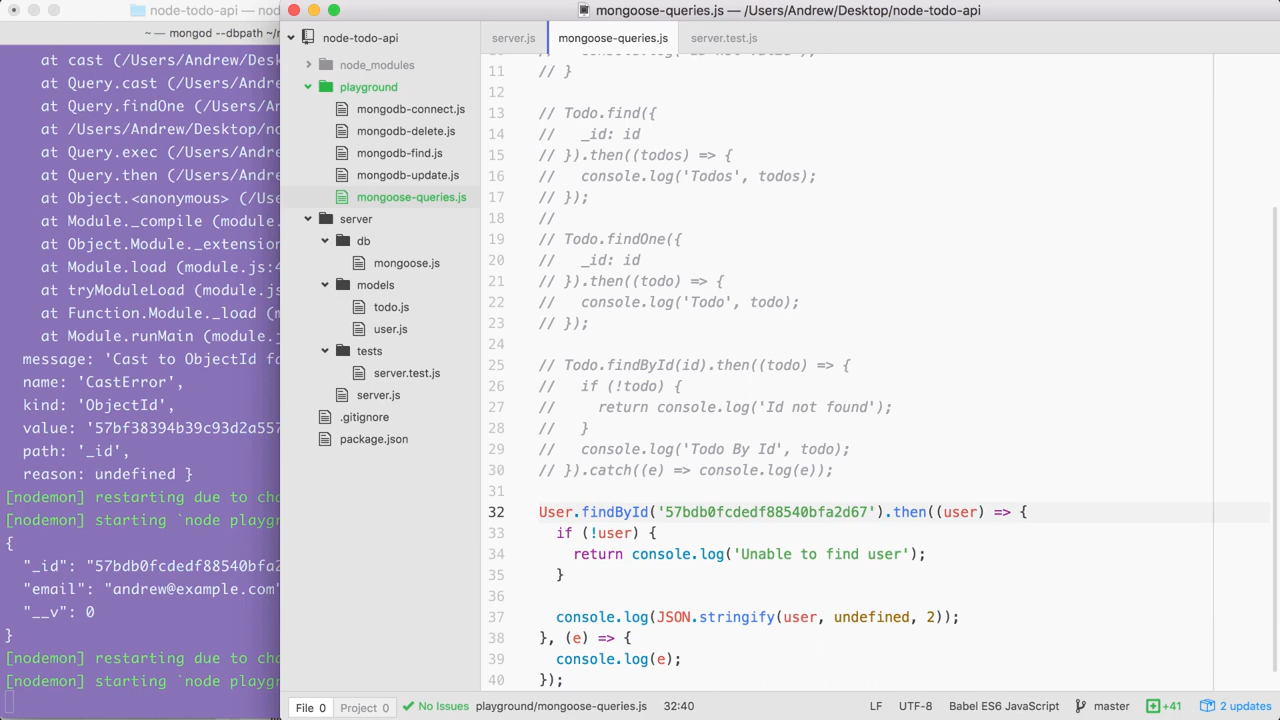 node-todo-api — nod
~ — mongod --dbpath ~/m
at cast (/Users/Andrew/Desk
at Query.cast (/Users/Andre
at Query.findOne (/Users/An
at /Users/Andrew/Desktop/no
at Query.exec (/Users/Andre
at Query.then (/Users/Andre
at Object.<anonymous> (/Use
at Module._compile (module.
at Object.Module._extension
at Module.load (module.js:4
at tryModuleLoad (module.js
at Function.Module._load (m
at Module.runMain (module.j
message: 'Cast to ObjectId fa
name: 'CastError',
kind: 'ObjectId',
value: '57bf38394b39c93d2a557
path: '_id',
reason: undefined }
[nodemon] restarting due to cha
[nodemon] starting `node playgr
{
"_id": "57bdb0fcdedf88540bfa2
"email": "andrew@example.com"
"__v": 0
}
[nodemon] restarting due to cha
[nodemon] starting `node playgr
mongoose-queries.js — /Users/Andrew/Desktop/node-todo-api
node-todo-api
node_modules
playground
mongodb-connect.js
mongodb-delete.js
mongodb-find.js
mongodb-update.js
mongoose-queries.js
server
db
mongoose.js
models
todo.js
user.js
tests
server.test.js
server.js
.gitignore
package.json
server.js mongoose-queries.js server.test.js
11 // }
12
13 // Todo.find({
14 //   _id: id
15 // }).then((todos) => {
16 //   console.log('Todos', todos);
17 // });
18 //
19 // Todo.findOne({
20 //   _id: id
21 // }).then((todo) => {
22 //   console.log('Todo', todo);
23 // });
24
25 // Todo.findById(id).then((todo) => {
26 //   if (!todo) {
27 //     return console.log('Id not found');
28 //   }
29 //   console.log('Todo By Id', todo);
30 // }).catch((e) => console.log(e));
31
32 User.findById('57bdb0fcdedf88540bfa2d67').then((user) => {
33   if (!user) {
34     return console.log('Unable to find user');
35   }
36
37   console.log(JSON.stringify(user, undefined, 2));
38 }, (e) => {
39   console.log(e);
40 });
File 0 Project 0 No Issues playground/mongoose-queries.js 32:40 LF UTF-8 Babel ES6 JavaScript master +41 2 updates